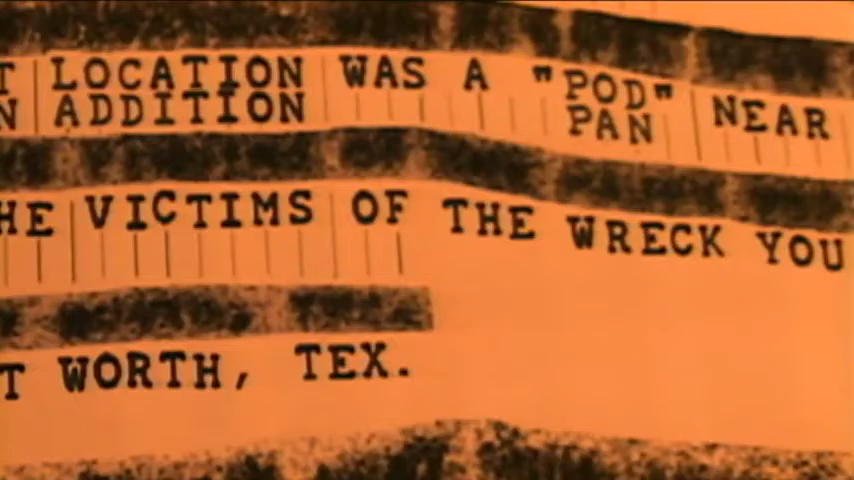 T LOCATION WAS A "POD" NEAR
N ADDITION PAN
HE VICTIMS OF THE WRECK YOU
T WORTH, TEX.